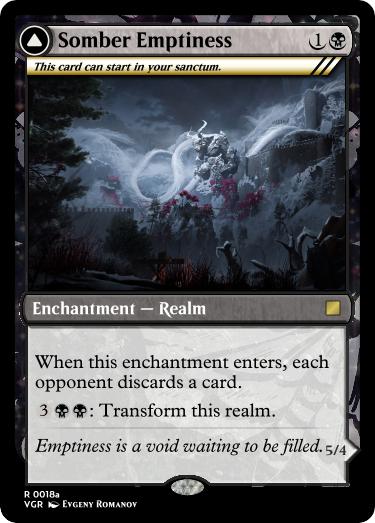 Somber Emptiness 1
This card can start in your sanctum.
Enchantment — Realm
When this enchantment enters, each
opponent discards a card.
3 : Transform this realm.
Emptiness is a void waiting to be filled.
5/4
R 0018a
VGR Evgeny Romanov